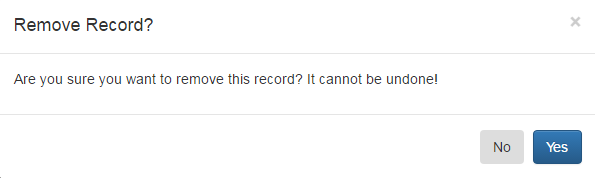 Remove Record?
×
Are you sure you want to remove this record? It cannot be undone!
No
Yes